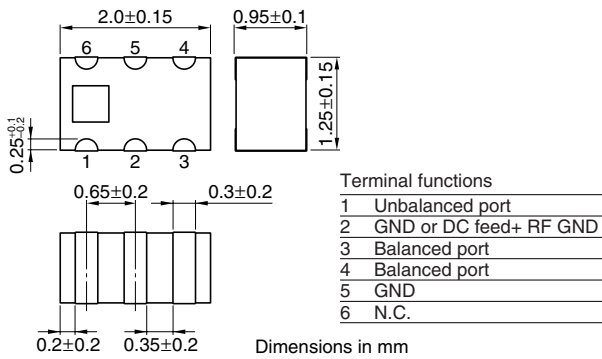 2.0±0.15
0.95±0.1
6 5 4
1.25±0.15
0.25+0.1-0.2
1 2 3
0.65±0.2
0.3±0.2
Terminal functions
1 Unbalanced port
2 GND or DC feed+ RF GND
3 Balanced port
4 Balanced port
5 GND
6 N.C.
0.2±0.2
0.35±0.2
Dimensions in mm